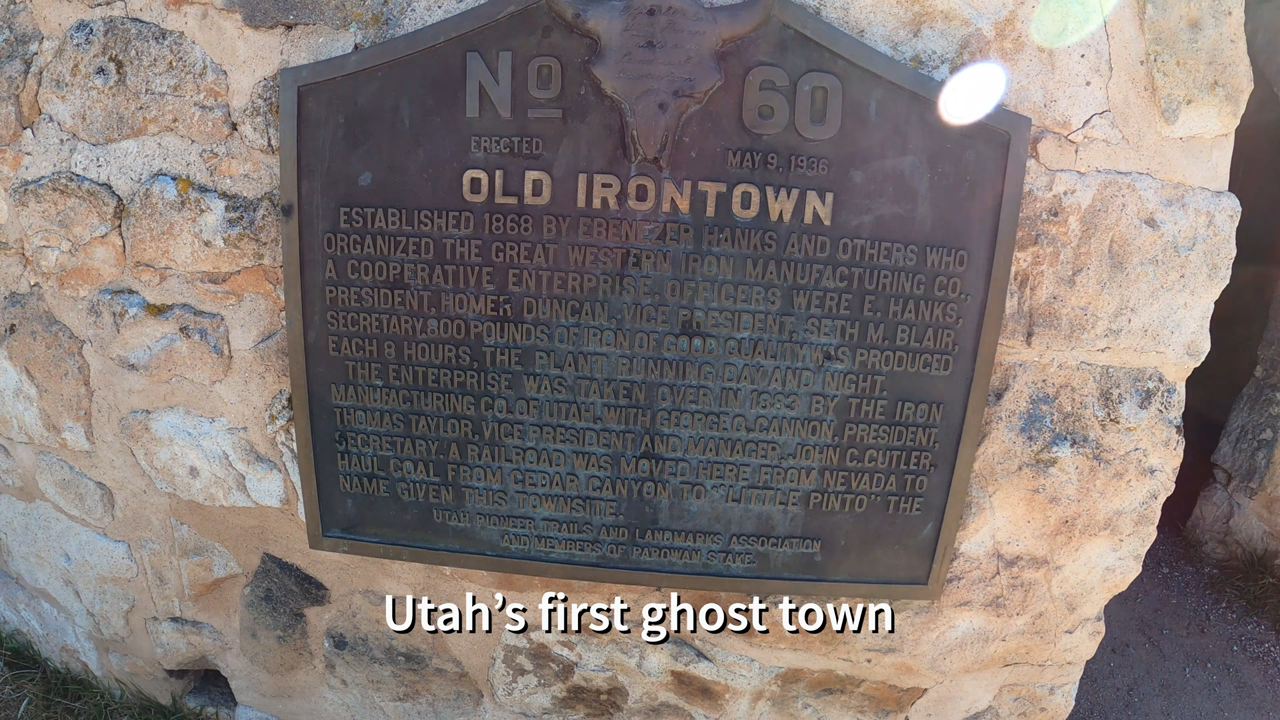 No 60
ERECTED MAY 9, 1936
OLD IRONTOWN
ESTABLISHED 1868 BY EBENEZER HANKS AND OTHERS WHO
ORGANIZED THE GREAT WESTERN IRON MANUFACTURING CO.,
A COOPERATIVE ENTERPRISE. OFFICERS WERE E. HANKS,
PRESIDENT, HOMER DUNCAN, VICE PRESIDENT, SETH M. BLAIR,
SECRETARY. 800 POUNDS OF IRON OF GOOD QUALITY WAS PRODUCED
EACH 8 HOURS, THE PLANT RUNNING DAY AND NIGHT.
THE ENTERPRISE WAS TAKEN OVER IN 1883 BY THE IRON
MANUFACTURING CO. OF UTAH, WITH GEORGE Q. CANNON, PRESIDENT,
THOMAS TAYLOR, VICE PRESIDENT AND MANAGER, JOHN C. CUTLER,
SECRETARY. A RAILROAD WAS MOVED HERE FROM NEVADA TO
HAUL COAL FROM CEDAR CANYON TO "LITTLE PINTO" THE
NAME GIVEN THIS TOWNSITE.
UTAH PIONEER TRAILS AND LANDMARKS ASSOCIATION
AND MEMBERS OF PAROWAN STAKE.
Utah’s first ghost town